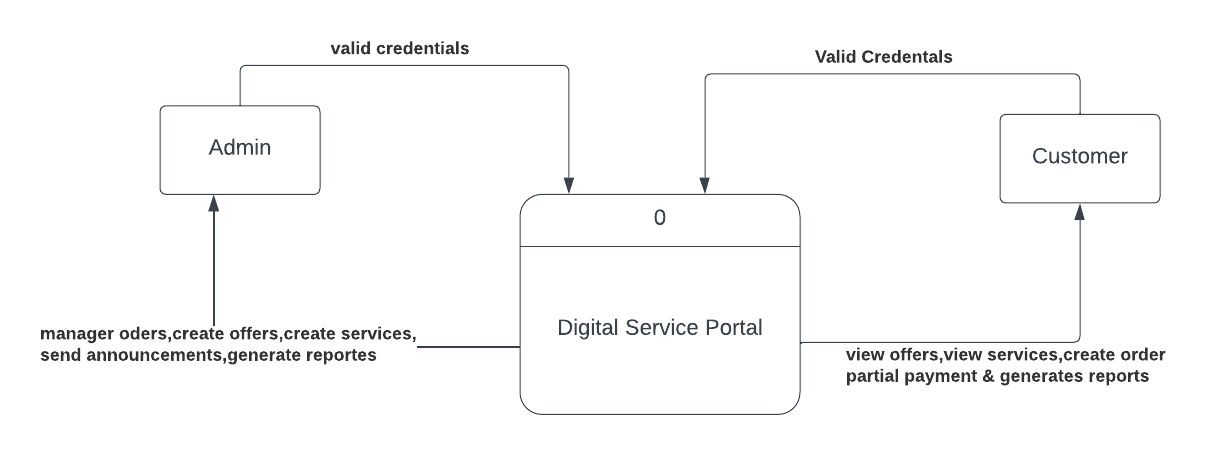 valid credentials
Valid Credentals
Admin
Customer
0
Digital Service Portal
manager oders,create offers,create services,
send announcements,generate reportes
view offers,view services,create order
partial payment & generates reports